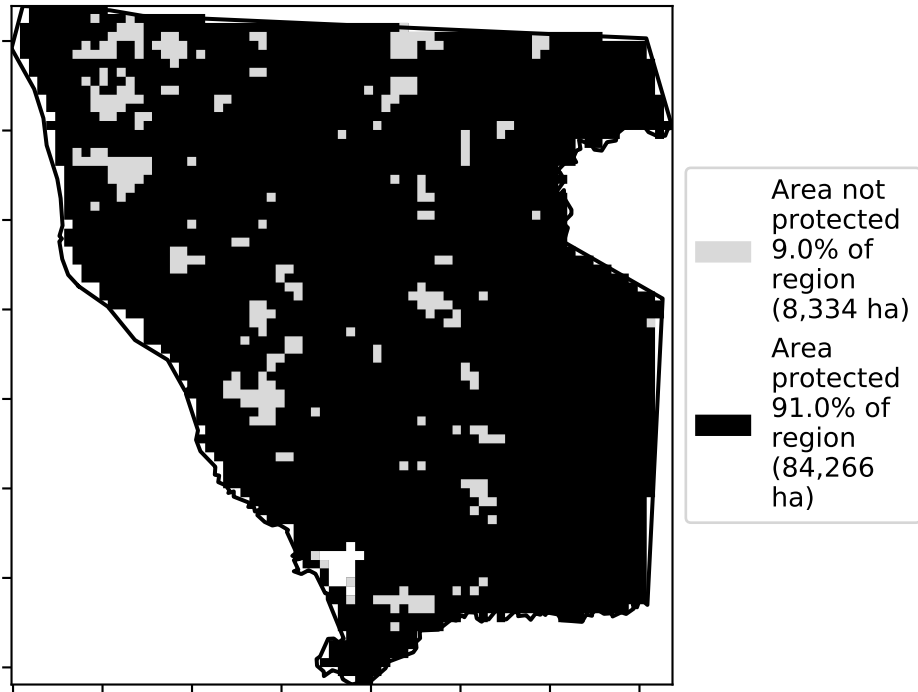 Area not
protected
9.0% of
region
(8,334 ha)
Area
protected
91.0% of
region
(84,266
ha)